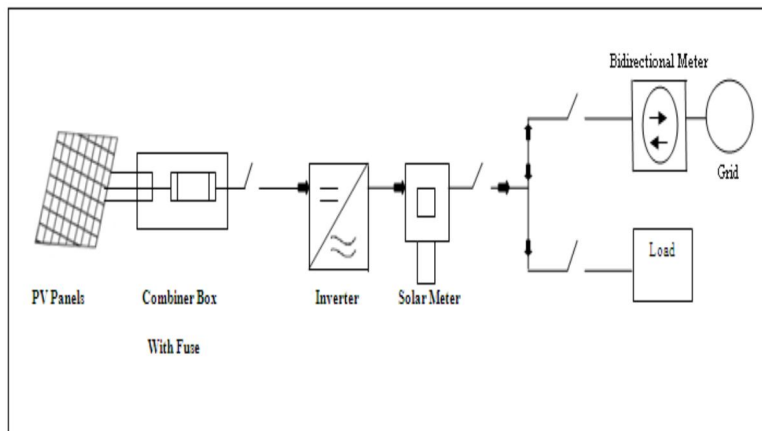 Bidirectional Meter
Grid
Load
PV Panels
Combiner Box
With Fuse
Inverter
Solar Meter